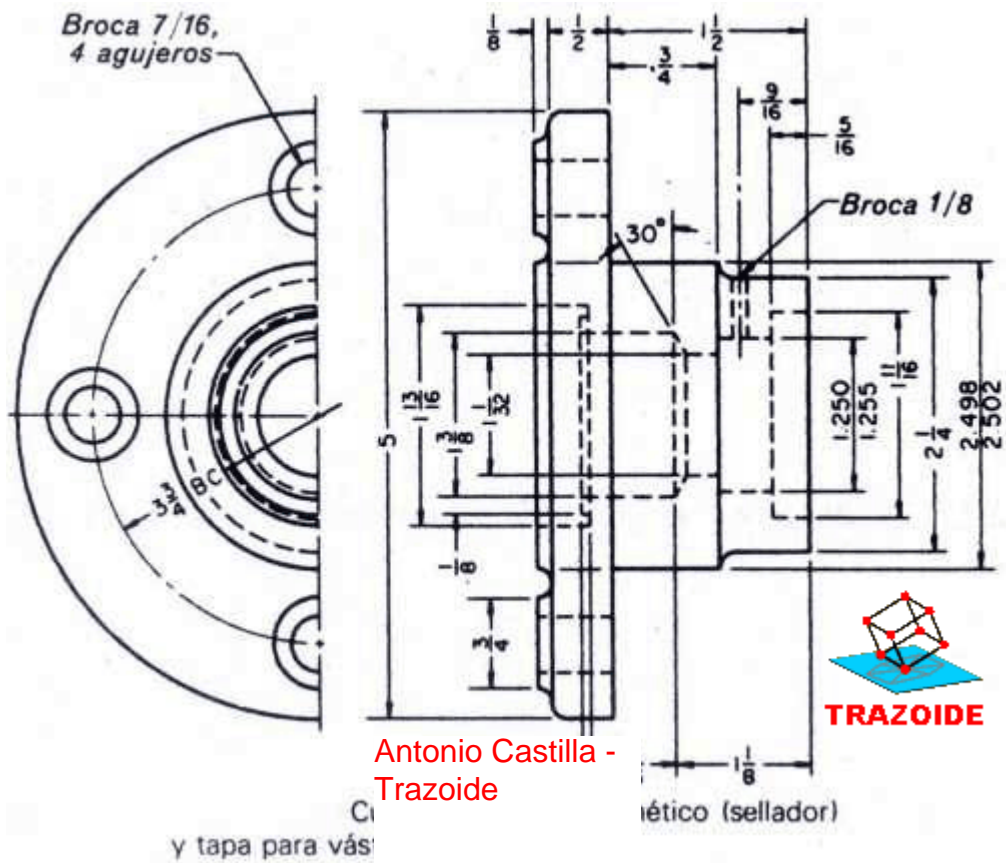 Broca 7/16,
4 agujeros
1/8
1/2
1 1/2
3/4
9/16
5/16
Broca 1/8
30°
5
1 13/16
1 3/8
1 1/32
1.250
1.255
1 11/16
2 1/4
2.498
2.502
3 3/4 BC
1/8
3/4
TRAZOIDE
1 1/8
Antonio Castilla -
Trazoide
nético (sellador)
y tapa para